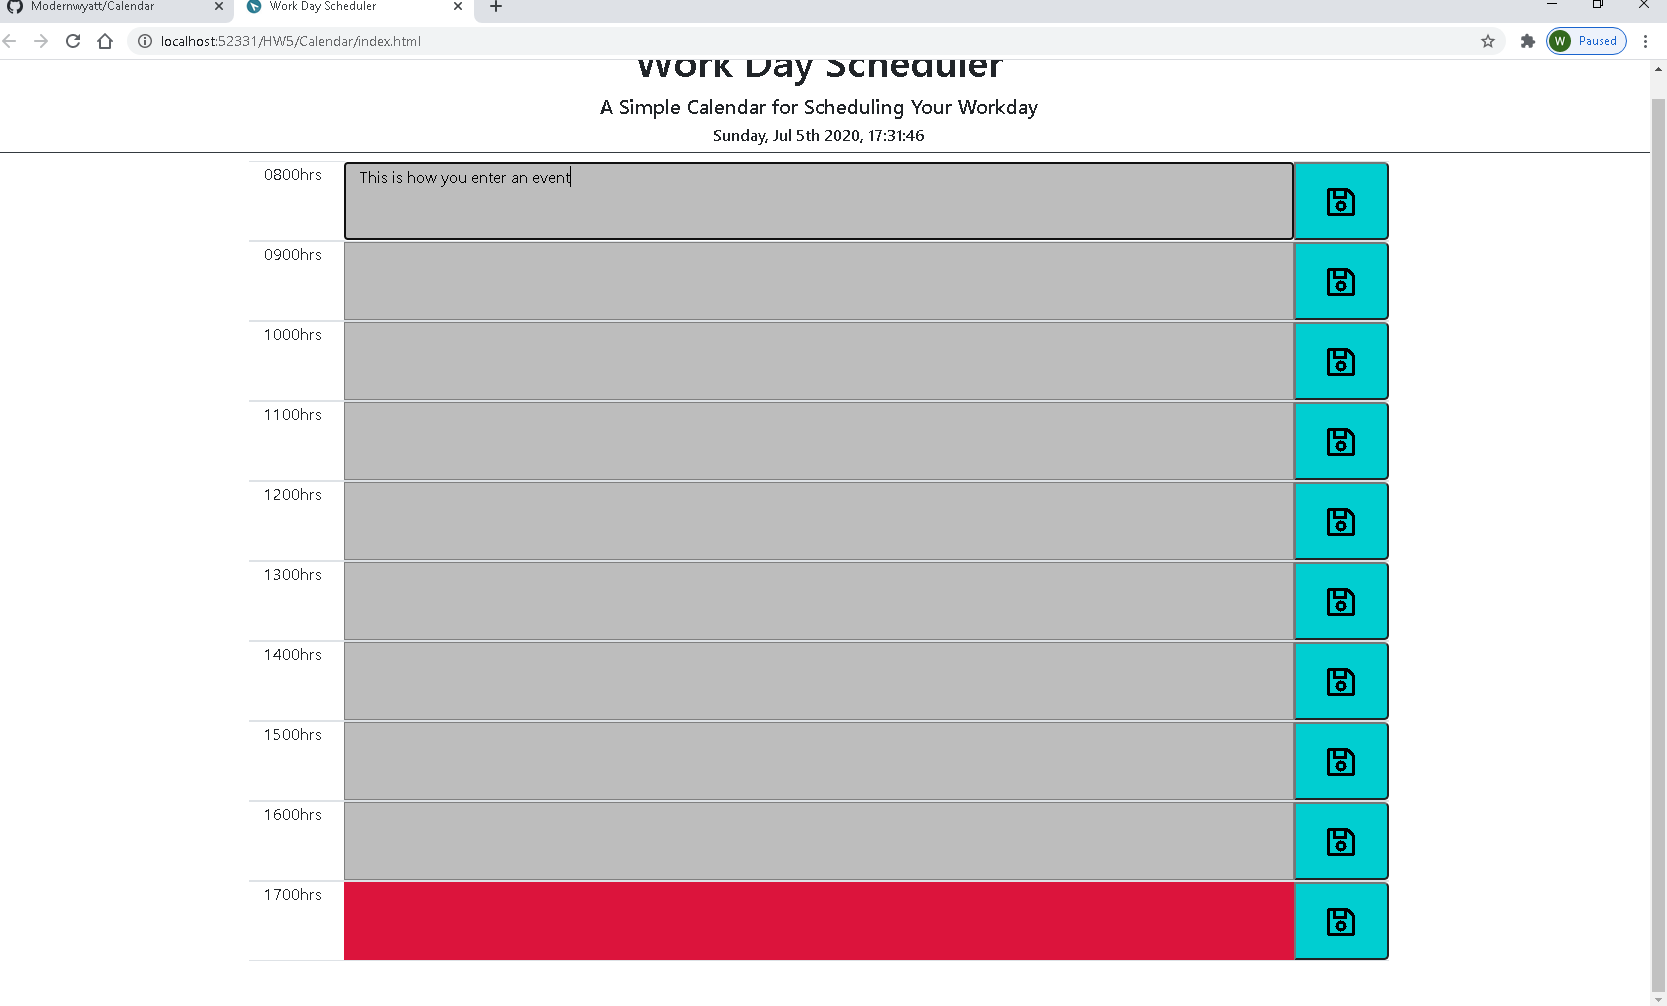 Modernwyatt/Calendar
Work Day Scheduler
localhost:52331/HW5/Calendar/index.html
W Paused
Work Day Scheduler
A Simple Calendar for Scheduling Your Workday
Sunday, Jul 5th 2020, 17:31:46
0800hrs This is how you enter an event
0900hrs
1000hrs
1100hrs
1200hrs
1300hrs
1400hrs
1500hrs
1600hrs
1700hrs